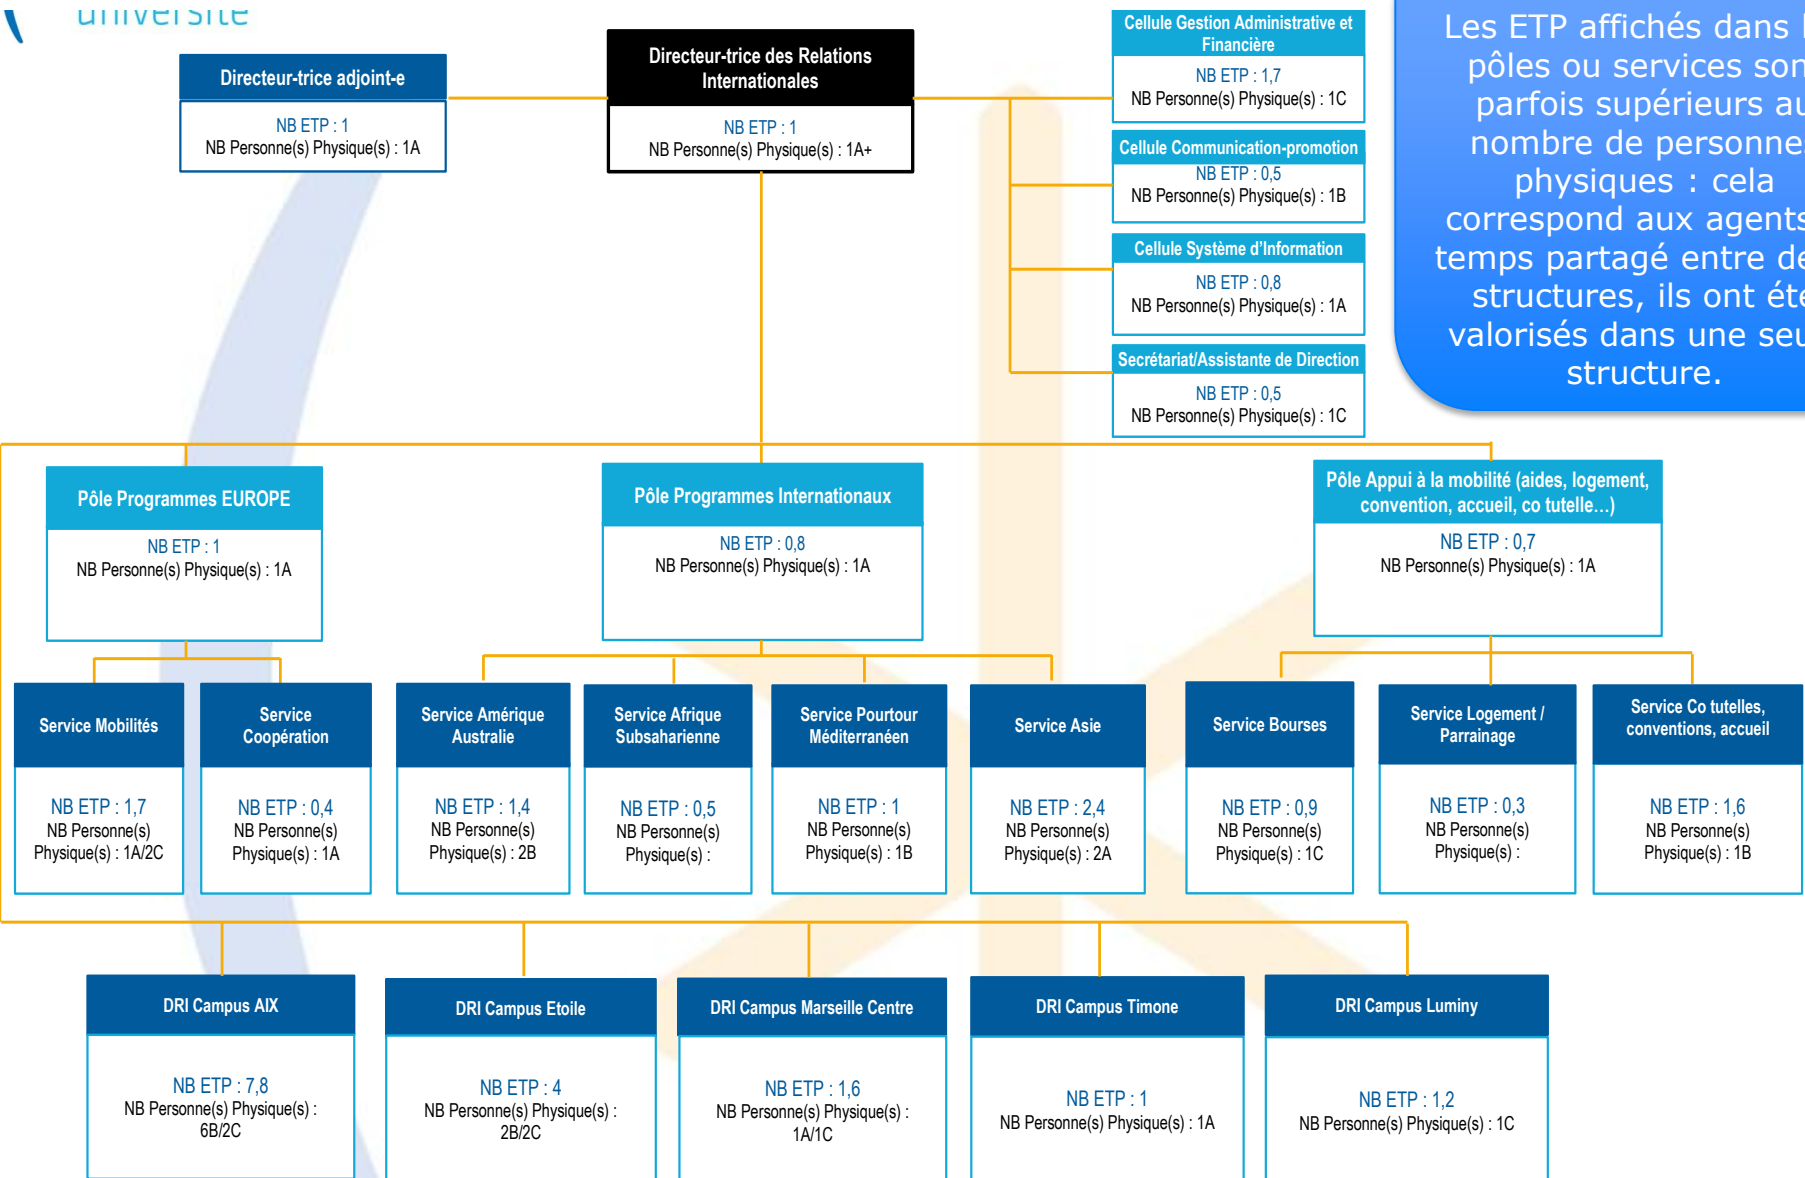 université
Directeur-trice adjoint-e
NB ETP : 1
NB Personne(s) Physique(s) : 1A
Directeur-trice des Relations
Internationales
NB ETP : 1
NB Personne(s) Physique(s) : 1A+
Cellule Gestion Administrative et
Financière
NB ETP : 1,7
NB Personne(s) Physique(s) : 1C
Cellule Communication-promotion
NB ETP : 0,5
NB Personne(s) Physique(s) : 1B
Cellule Système d'Information
NB ETP : 0,8
NB Personne(s) Physique(s) : 1A
Secrétariat/Assistante de Direction
NB ETP : 0,5
NB Personne(s) Physique(s) : 1C
Les ETP affichés dans
pôles ou services
parfois supérieurs
nombre de
physiques : cela
correspond aux agents
temps partagé entre
structures, ils ont
valorisés dans une
structure.
Pôle Programmes EUROPE
NB ETP : 1
NB Personne(s) Physique(s) : 1A
Pôle Programmes Internationaux
NB ETP : 0,8
NB Personne(s) Physique(s) : 1A
Pôle Appui à la mobilité (aides, logement,
convention, accueil, co tutelle…)
NB ETP : 0,7
NB Personne(s) Physique(s) : 1A
Service Mobilités
NB ETP : 1,7
NB Personne(s)
Physique(s) : 1A/2C
Service
Coopération
NB ETP : 0,4
NB Personne(s)
Physique(s) : 1A
Service Amérique
Australie
NB ETP : 1,4
NB Personne(s)
Physique(s) : 2B
Service Afrique
Subsaharienne
NB ETP : 0,5
NB Personne(s)
Physique(s) :
Service Pourtour
Méditerranéen
NB ETP : 1
NB Personne(s)
Physique(s) : 1B
Service Asie
NB ETP : 2,4
NB Personne(s)
Physique(s) : 2A
Service Bourses
NB ETP : 0,9
NB Personne(s)
Physique(s) : 1C
Service Logement /
Parrainage
NB ETP : 0,3
NB Personne(s)
Physique(s) :
Service Co tutelles,
conventions, accueil
NB ETP : 1,6
NB Personne(s)
Physique(s) : 1B
DRI Campus AIX
NB ETP : 7,8
NB Personne(s) Physique(s) :
6B/2C
DRI Campus Etoile
NB ETP : 4
NB Personne(s) Physique(s) :
2B/2C
DRI Campus Marseille Centre
NB ETP : 1,6
NB Personne(s) Physique(s) :
1A/1C
DRI Campus Timone
NB ETP : 1
NB Personne(s) Physique(s) : 1A
DRI Campus Luminy
NB ETP : 1,2
NB Personne(s) Physique(s) : 1C